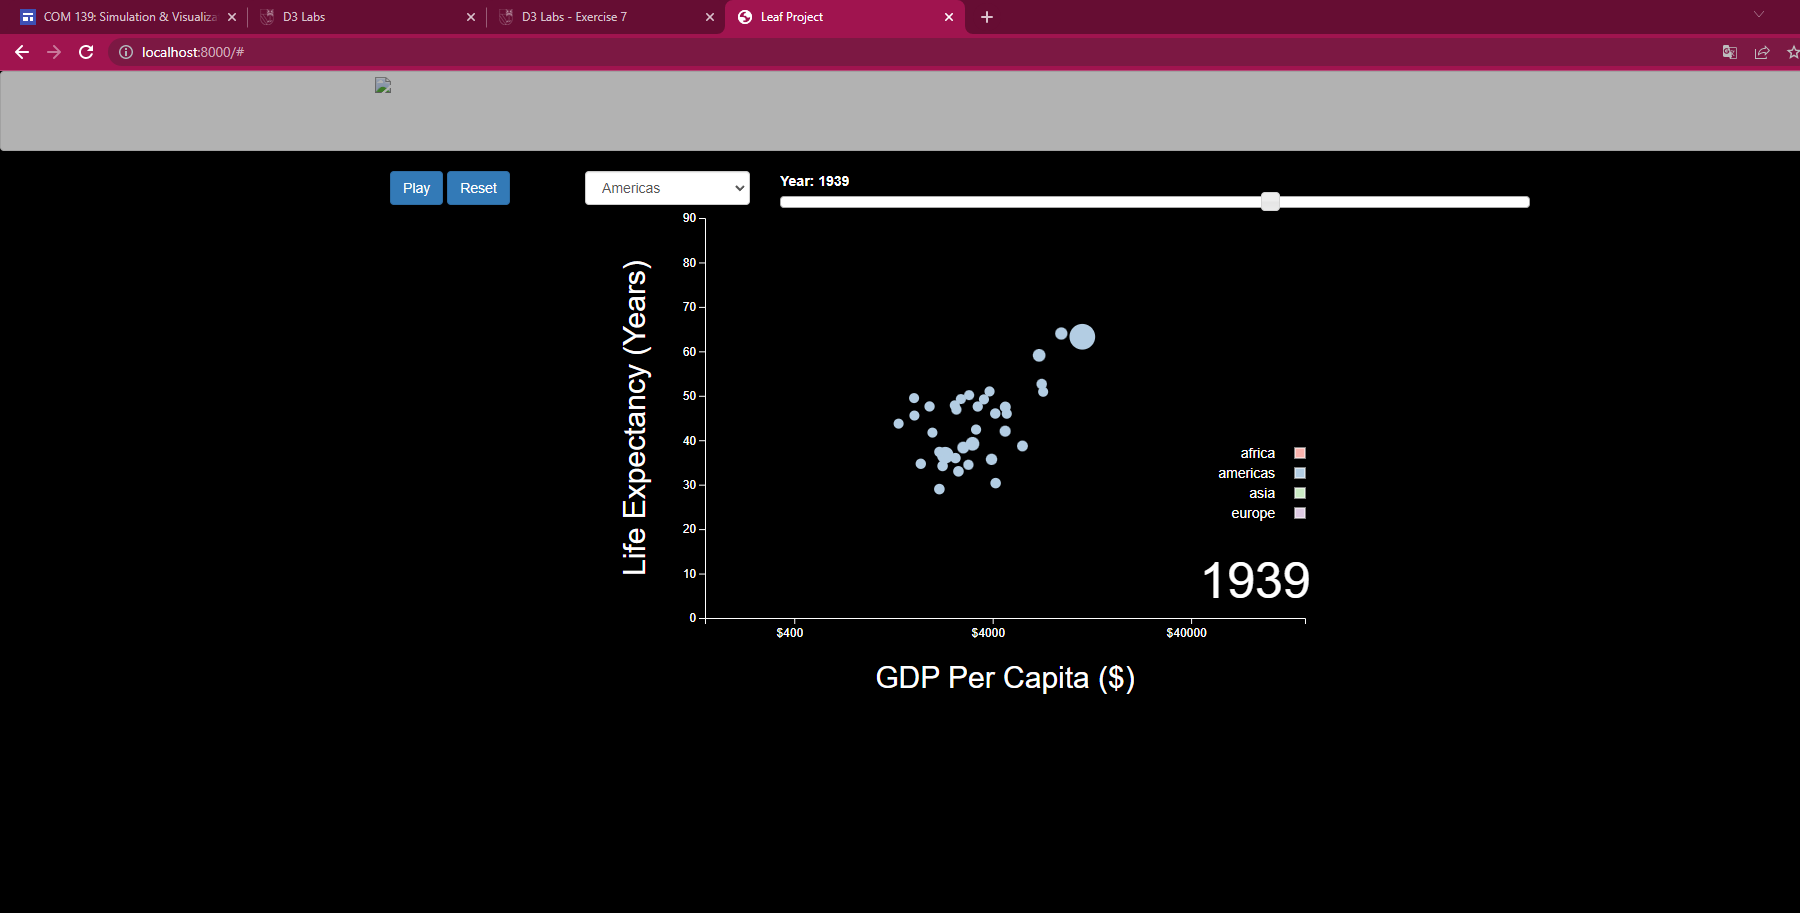 COM 139: Simulation & Visualiza
D3 Labs
D3 Labs - Exercise 7
Leaf Project
localhost:8000/#
Play
Reset
Americas
Year: 1939
90
80
70
60
50
40
30
20
10
0
Life Expectancy (Years)
africa
americas
asia
europe
1939
$400
$4000
$40000
GDP Per Capita ($)